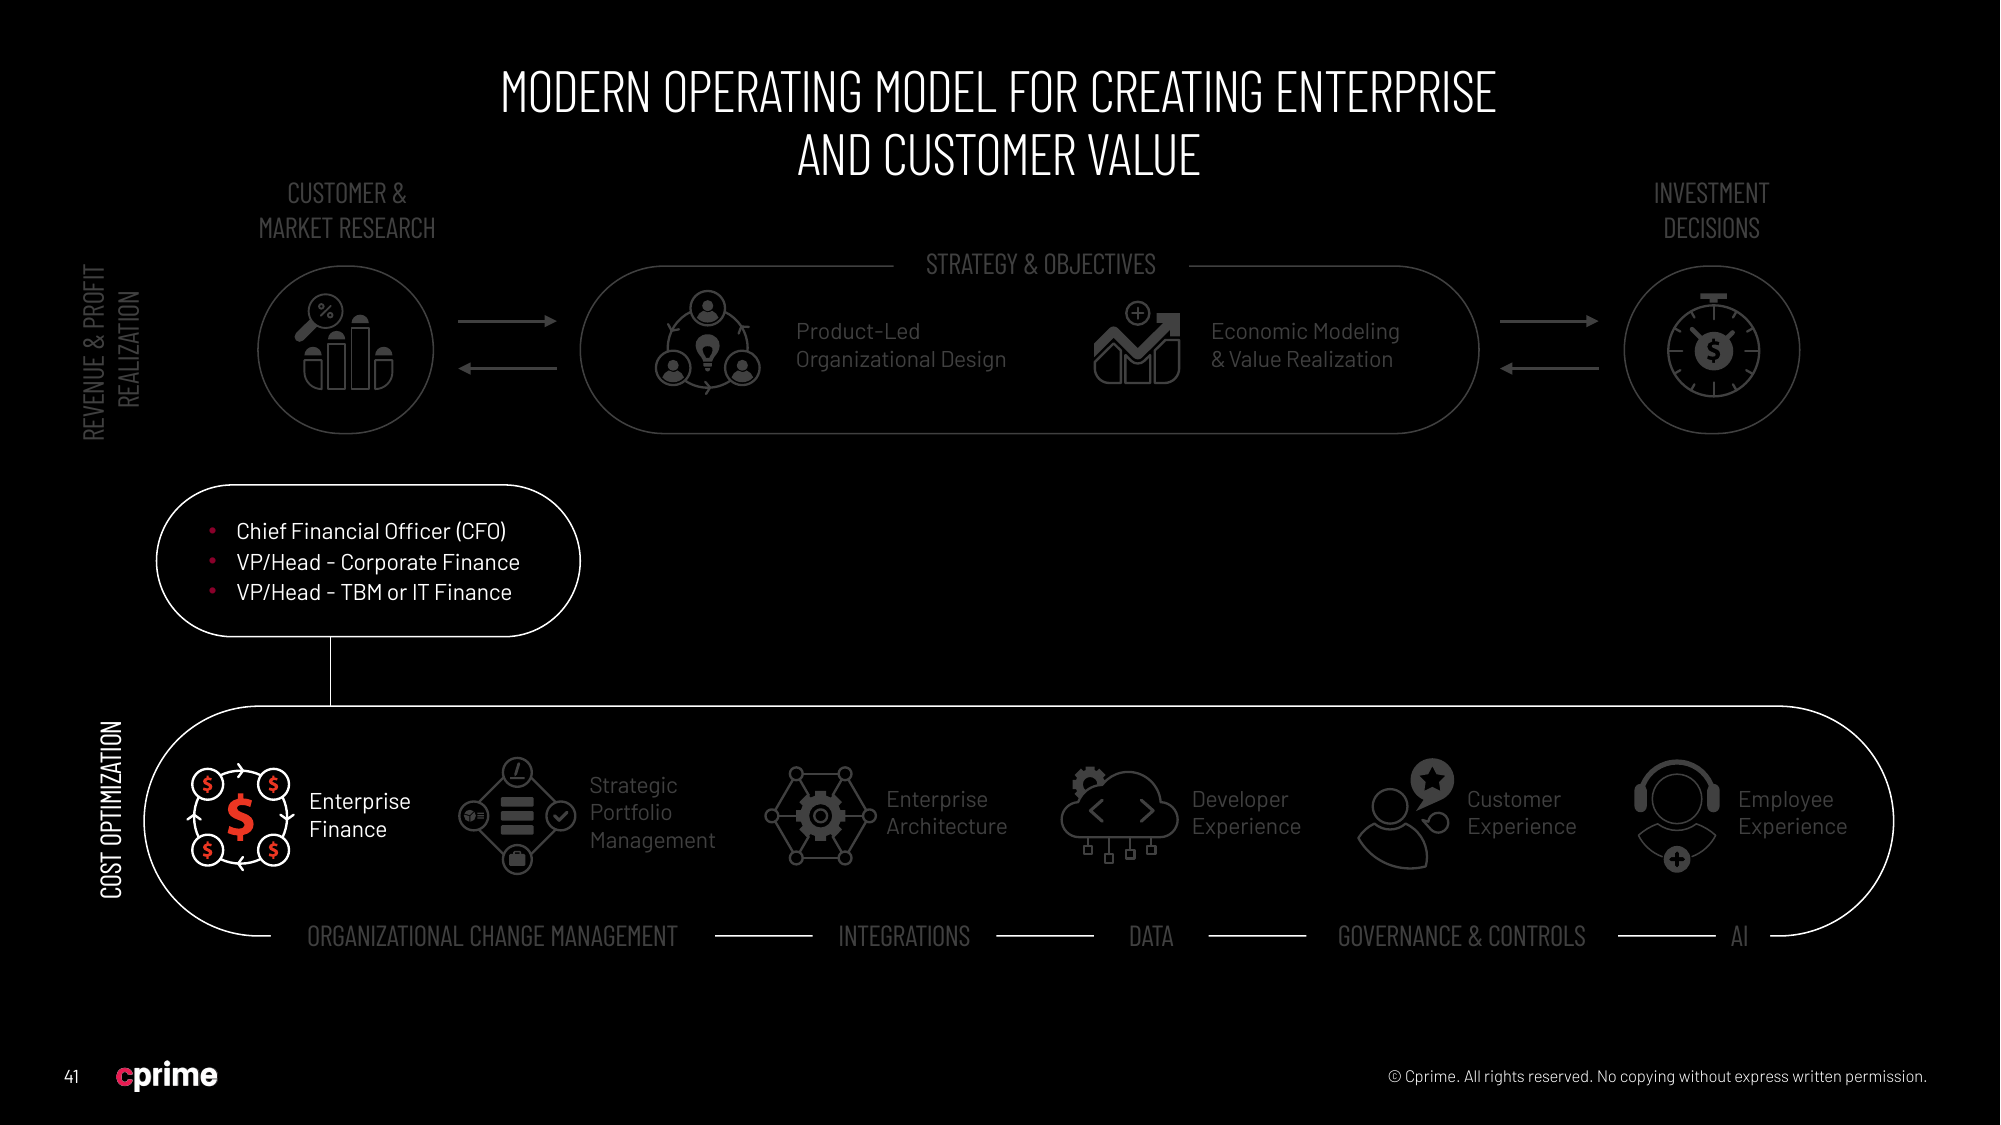 MODERN OPERATING MODEL FOR CREATING ENTERPRISE
AND CUSTOMER VALUE
CUSTOMER &
MARKET RESEARCH
INVESTMENT
DECISIONS
STRATEGY & OBJECTIVES
REVENUE & PROFIT
REALIZATION
Product-Led
Organizational Design
Economic Modeling
& Value Realization
• Chief Financial Officer (CFO)
• VP/Head - Corporate Finance
• VP/Head - TBM or IT Finance
COST OPTIMIZATION
Enterprise
Finance
Strategic
Portfolio
Management
Enterprise
Architecture
Developer
Experience
Customer
Experience
Employee
Experience
ORGANIZATIONAL CHANGE MANAGEMENT
INTEGRATIONS
DATA
GOVERNANCE & CONTROLS
AI
41
cprime
© Cprime. All rights reserved. No copying without express written permission.